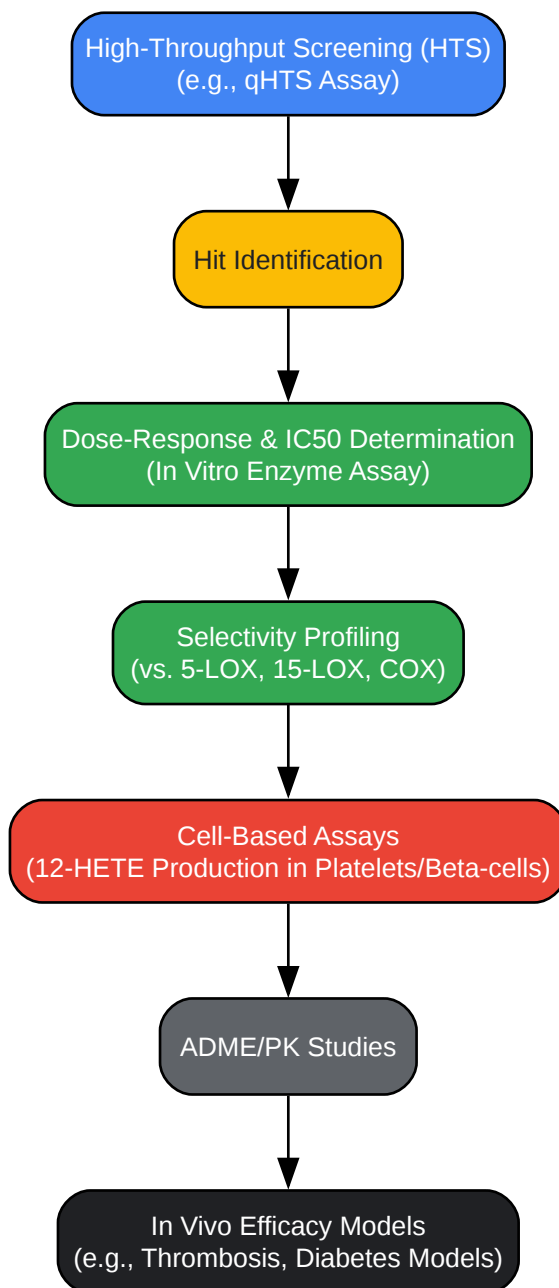 High-Throughput Screening (HTS)
(e.g., qHTS Assay)
Hit Identification
Dose-Response & IC50 Determination
(In Vitro Enzyme Assay)
Selectivity Profiling
(vs. 5-LOX, 15-LOX, COX)
Cell-Based Assays
(12-HETE Production in Platelets/Beta-cells)
ADME/PK Studies
In Vivo Efficacy Models
(e.g., Thrombosis, Diabetes Models)